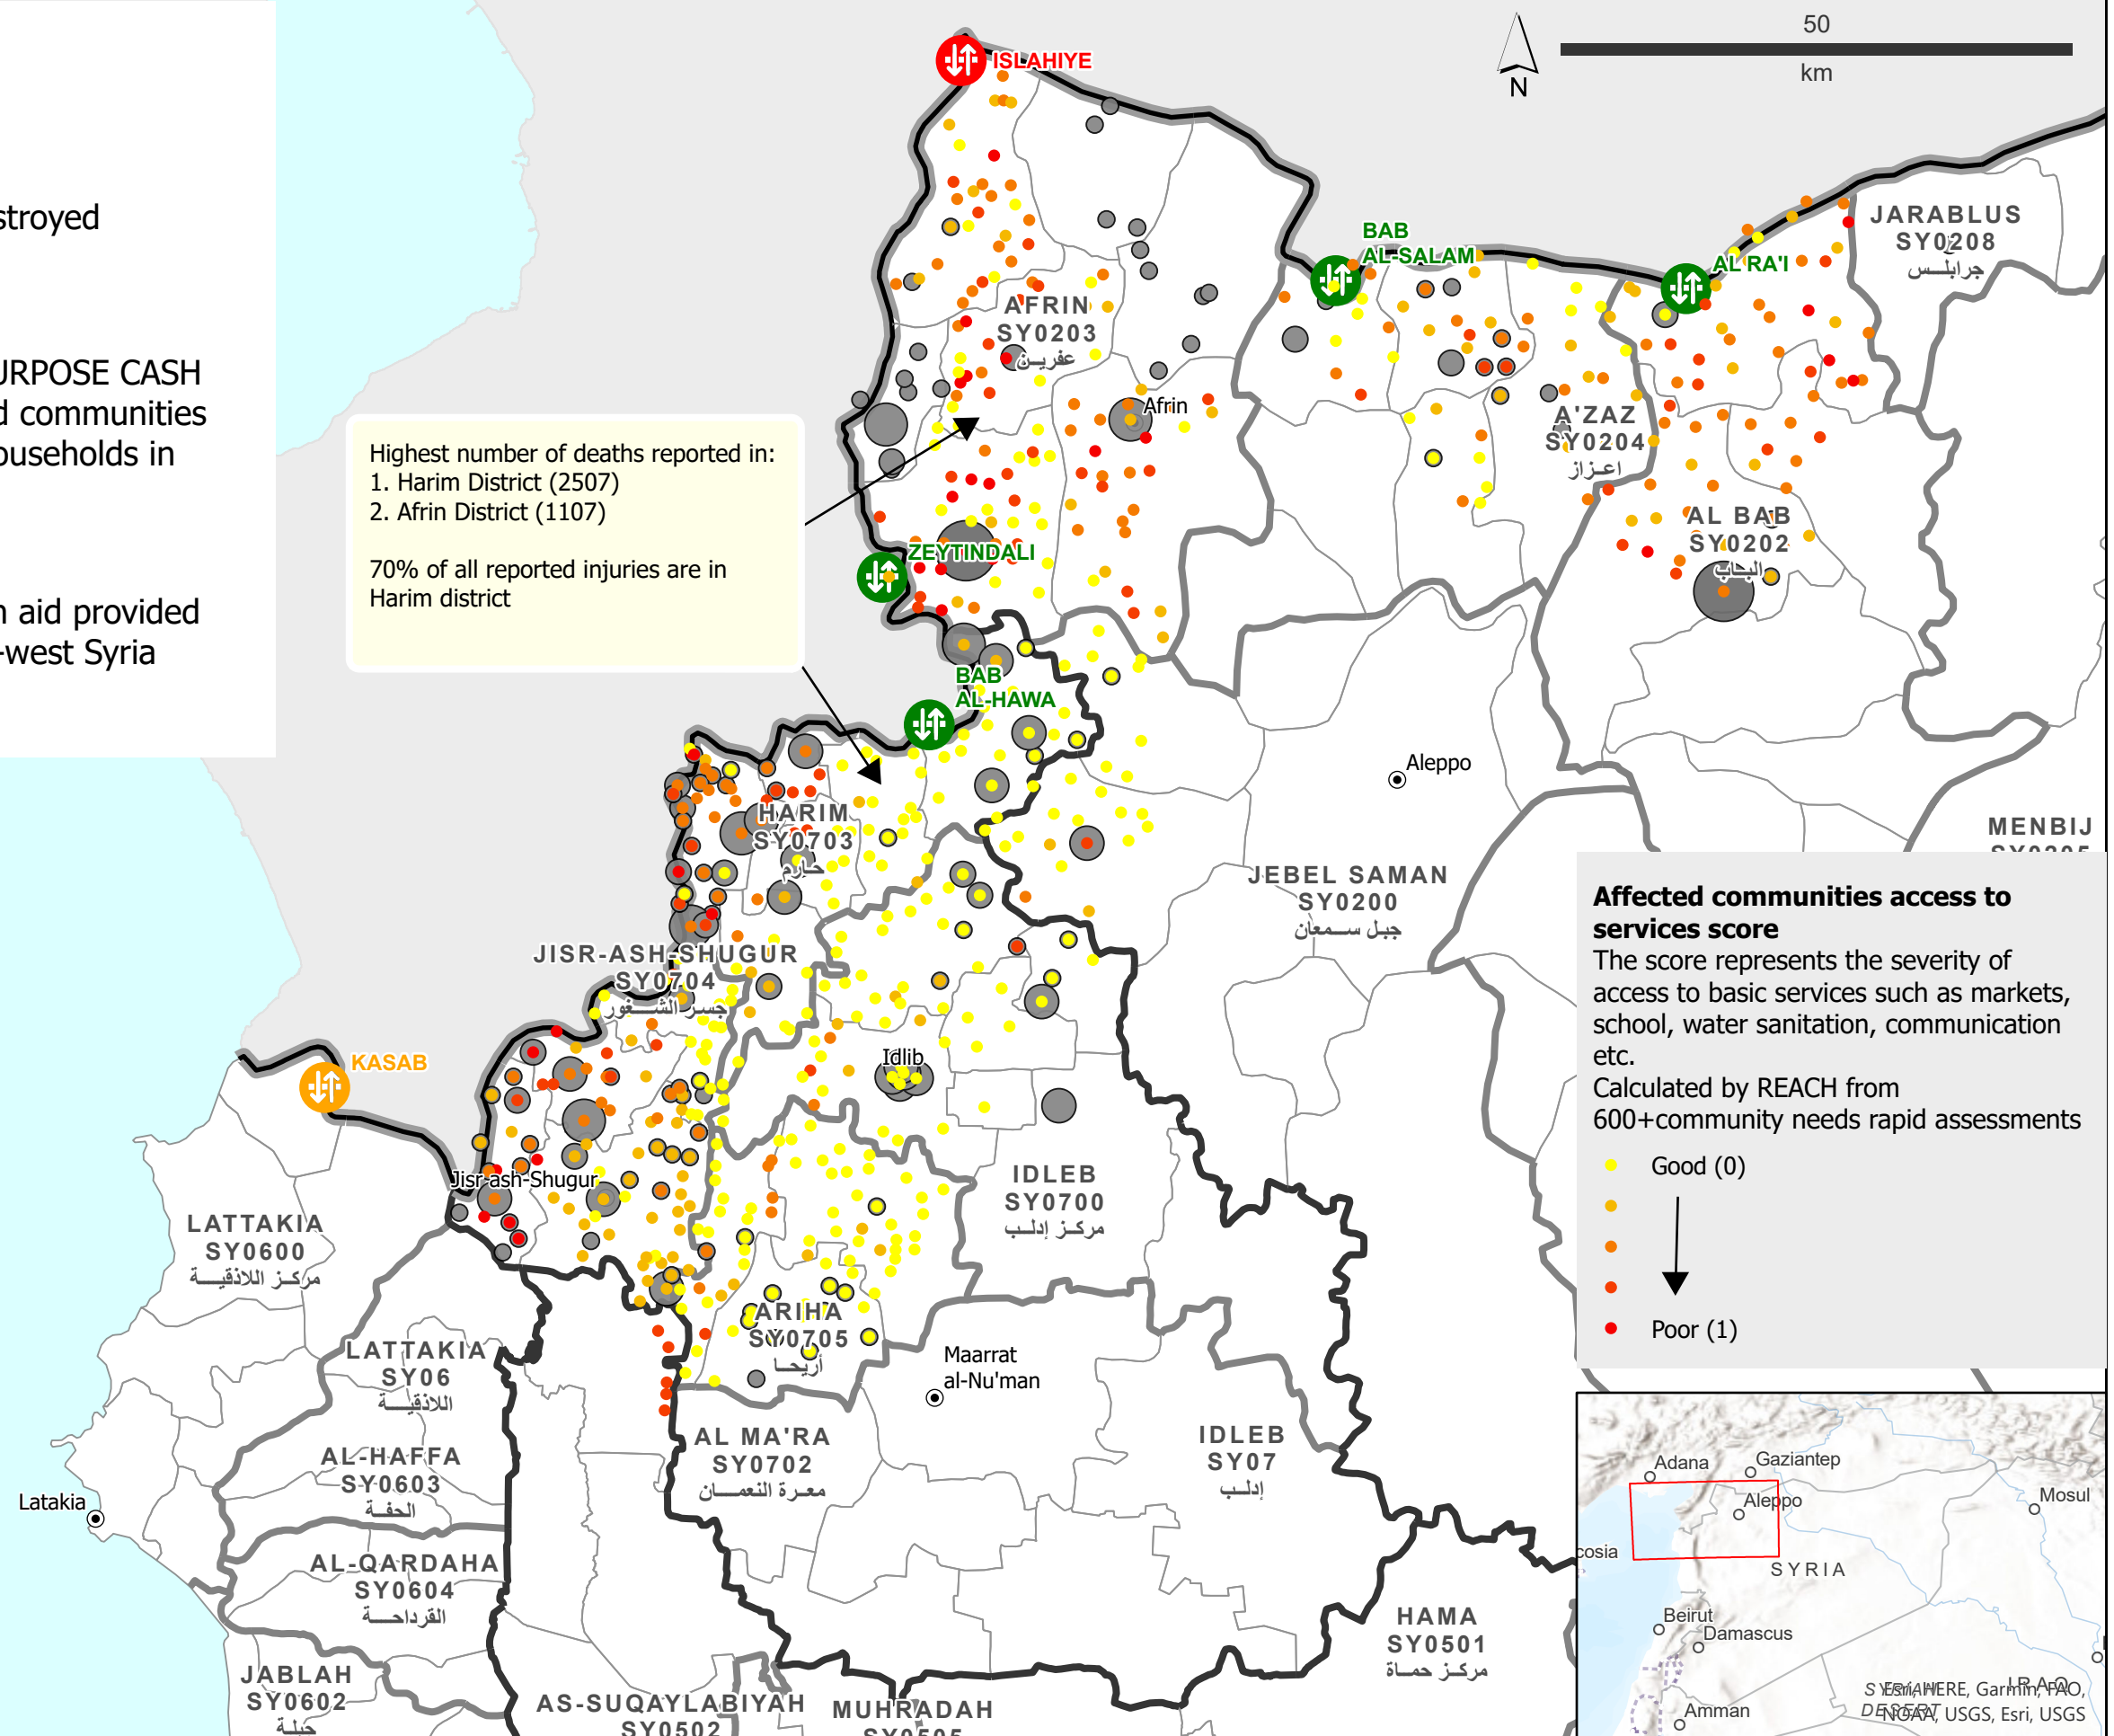 stroyed
URPOSE CASH
d communities
ouseholds in
n aid provided
-west Syria
50
km
N
ISLAHIYE
BAB
AL-SALAM
AL RA'I
JARABLUS
SY0208
جرابلس
AFRIN
SY0203
عفرين
Afrin
A'ZAZ
SY0204
اعزاز
Highest number of deaths reported in:
1. Harim District (2507)
2. Afrin District (1107)
70% of all reported injuries are in
Harim district
ZEYTINDALI
AL BAB
SY0202
الباب
BAB
AL-HAWA
Aleppo
HARIM
SY0703
حارم
MENBIJ
SY0205
JEBEL SAMAN
SY0200
جبل سمعان
JISR-ASH-SHUGUR
SY0704
جسر الشغور
KASAB
Idlib
Jisr-ash-Shugur
IDLEB
SY0700
مركز إدلب
LATTAKIA
SY0600
مركز اللاذقية
ARIHA
SY0705
أريحا
LATTAKIA
SY06
اللاذقية
Maarrat
al-Nu'man
AL MA'RA
SY0702
معرة النعمان
IDLEB
SY07
إدلب
AL-HAFFA
SY0603
الحفة
Latakia
AL-QARDAHA
SY0604
القرداحة
HAMA
SY0501
مركز حماة
JABLAH
SY0602
جبلة
AS-SUQAYLABIYAH
SY0502
MUHRADAH
SY0505
Affected communities access to
services score
The score represents the severity of
access to basic services such as markets,
school, water sanitation, communication
etc.
Calculated by REACH from
600+community needs rapid assessments
Good (0)
Poor (1)
Adana
Gaziantep
Aleppo
Mosul
cosia
SYRIA
Beirut
Damascus
IRAQ
SYRIAN
DESERT
Amman
Esri, HERE, Garmin, FAO,
NOAA, USGS, Esri, USGS